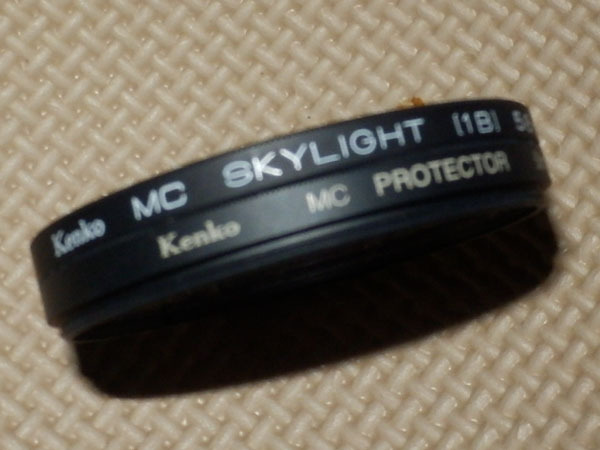 Kenko MC SKYLIGHT [1B]
Kenko MC PROTECTOR